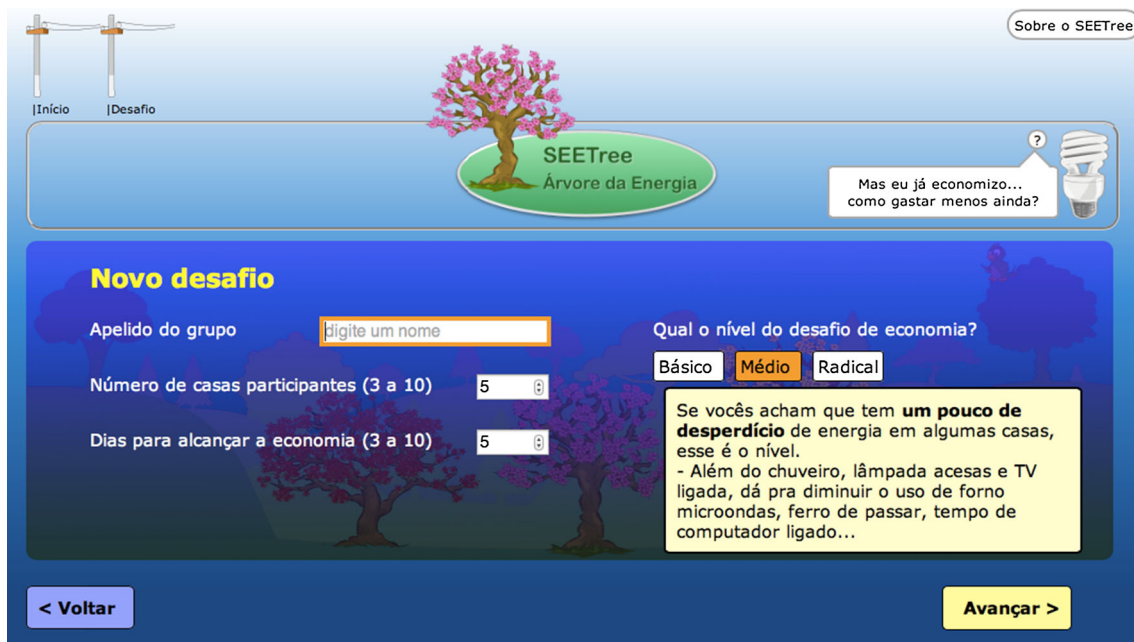 Sobre o SEETree
|Início
|Desafio
SEETree
Árvore da Energia
?
Mas eu já economizo...
como gastar menos ainda?
Novo desafio
Apelido do grupo
digite um nome
Número de casas participantes (3 a 10)
5
Dias para alcançar a economia (3 a 10)
5
Qual o nível do desafio de economia?
Básico
Médio
Radical
Se vocês acham que tem um pouco de
desperdício de energia em algumas casas,
esse é o nível.
- Além do chuveiro, lâmpada acesas e TV
ligada, dá pra diminuir o uso de forno
microondas, ferro de passar, tempo de
computador ligado...
< Voltar
Avançar >